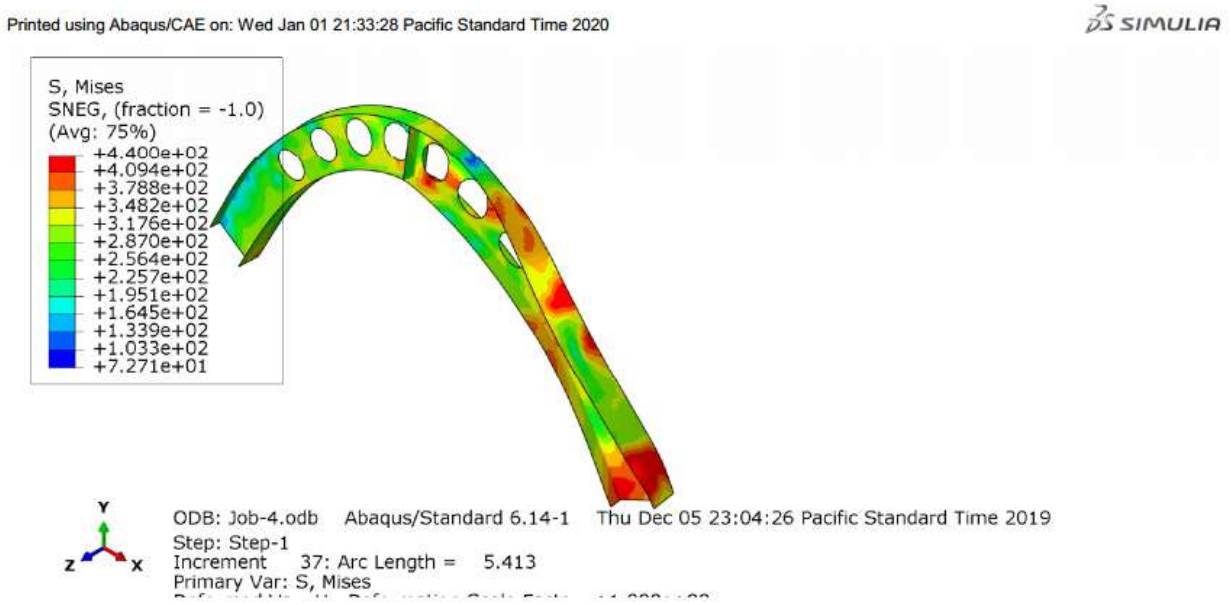 Printed using Abaqus/CAE on: Wed Jan 01 21:33:28 Pacific Standard Time 2020
SIMULIA
S, Mises
SNEG, (fraction = -1.0)
(Avg: 75%)
+4.400e+02
+4.094e+02
+3.788e+02
+3.482e+02
+3.176e+02
+2.870e+02
+2.564e+02
+2.257e+02
+1.951e+02
+1.645e+02
+1.339e+02
+1.033e+02
+7.271e+01
Y
Z X
ODB: Job-4.odb Abaqus/Standard 6.14-1 Thu Dec 05 23:04:26 Pacific Standard Time 2019
Step: Step-1
Increment 37: Arc Length = 5.413
Primary Var: S, Mises